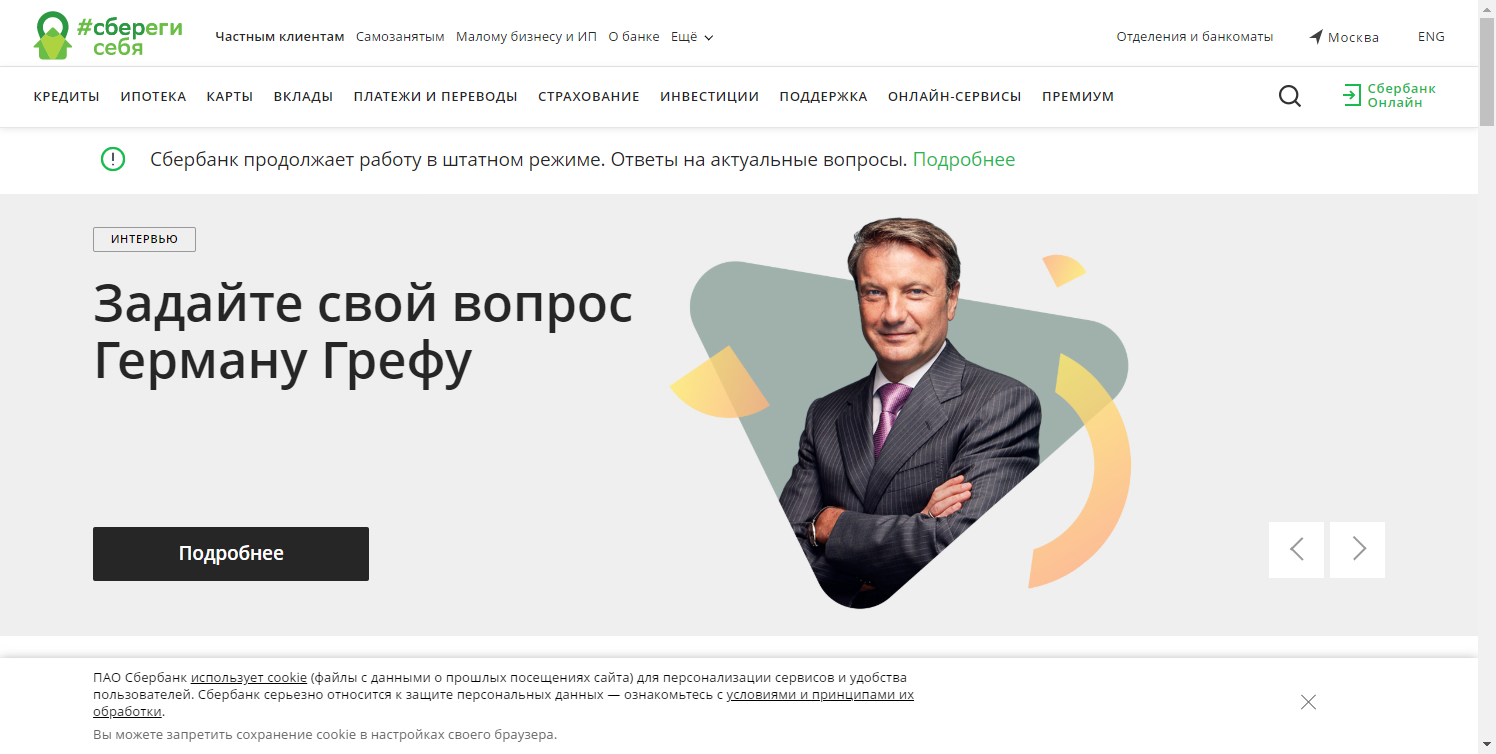 #сбереги
себя
Частным клиентам Самозанятым Малому бизнесу и ИП О банке Ещё
Отделения и банкоматы Москва ENG
КРЕДИТЫ ИПОТЕКА КАРТЫ ВКЛАДЫ ПЛАТЕЖИ И ПЕРЕВОДЫ СТРАХОВАНИЕ ИНВЕСТИЦИИ ПОДДЕРЖКА ОНЛАЙН-СЕРВИСЫ ПРЕМИУМ
Сбербанк
Онлайн
Сбербанк продолжает работу в штатном режиме. Ответы на актуальные вопросы. Подробнее
ИНТЕРВЬЮ
Задайте свой вопрос
Герману Грефу
Подробнее
ПАО Сбербанк использует cookie (файлы с данными о прошлых посещениях сайта) для персонализации сервисов и удобства
пользователей. Сбербанк серьезно относится к защите персональных данных — ознакомьтесь с условиями и принципами их
обработки.
Вы можете запретить сохранение cookie в настройках своего браузера.